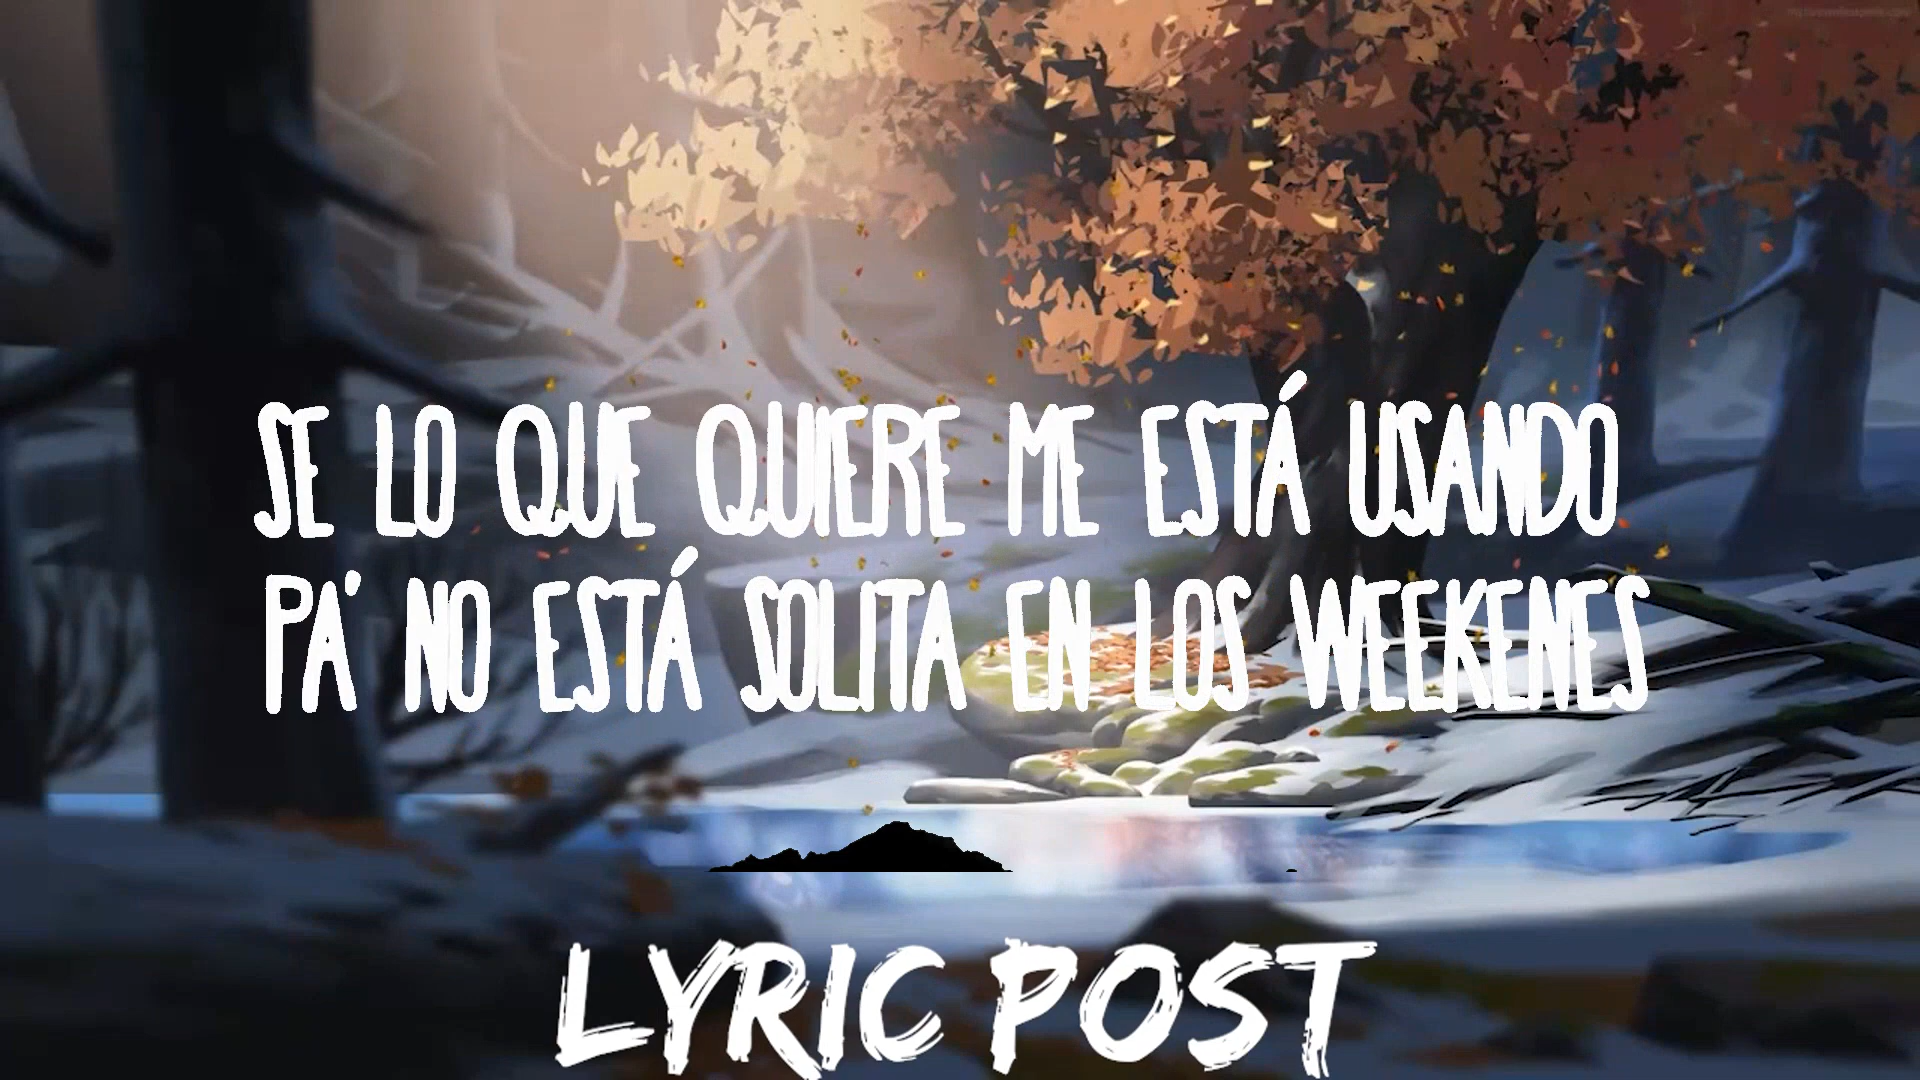 SE LO QUE QUIERE ME ESTÁ USANDO
PA' NO ESTÁ SOLITA EN LOS WEEKENES
LYRIC POST